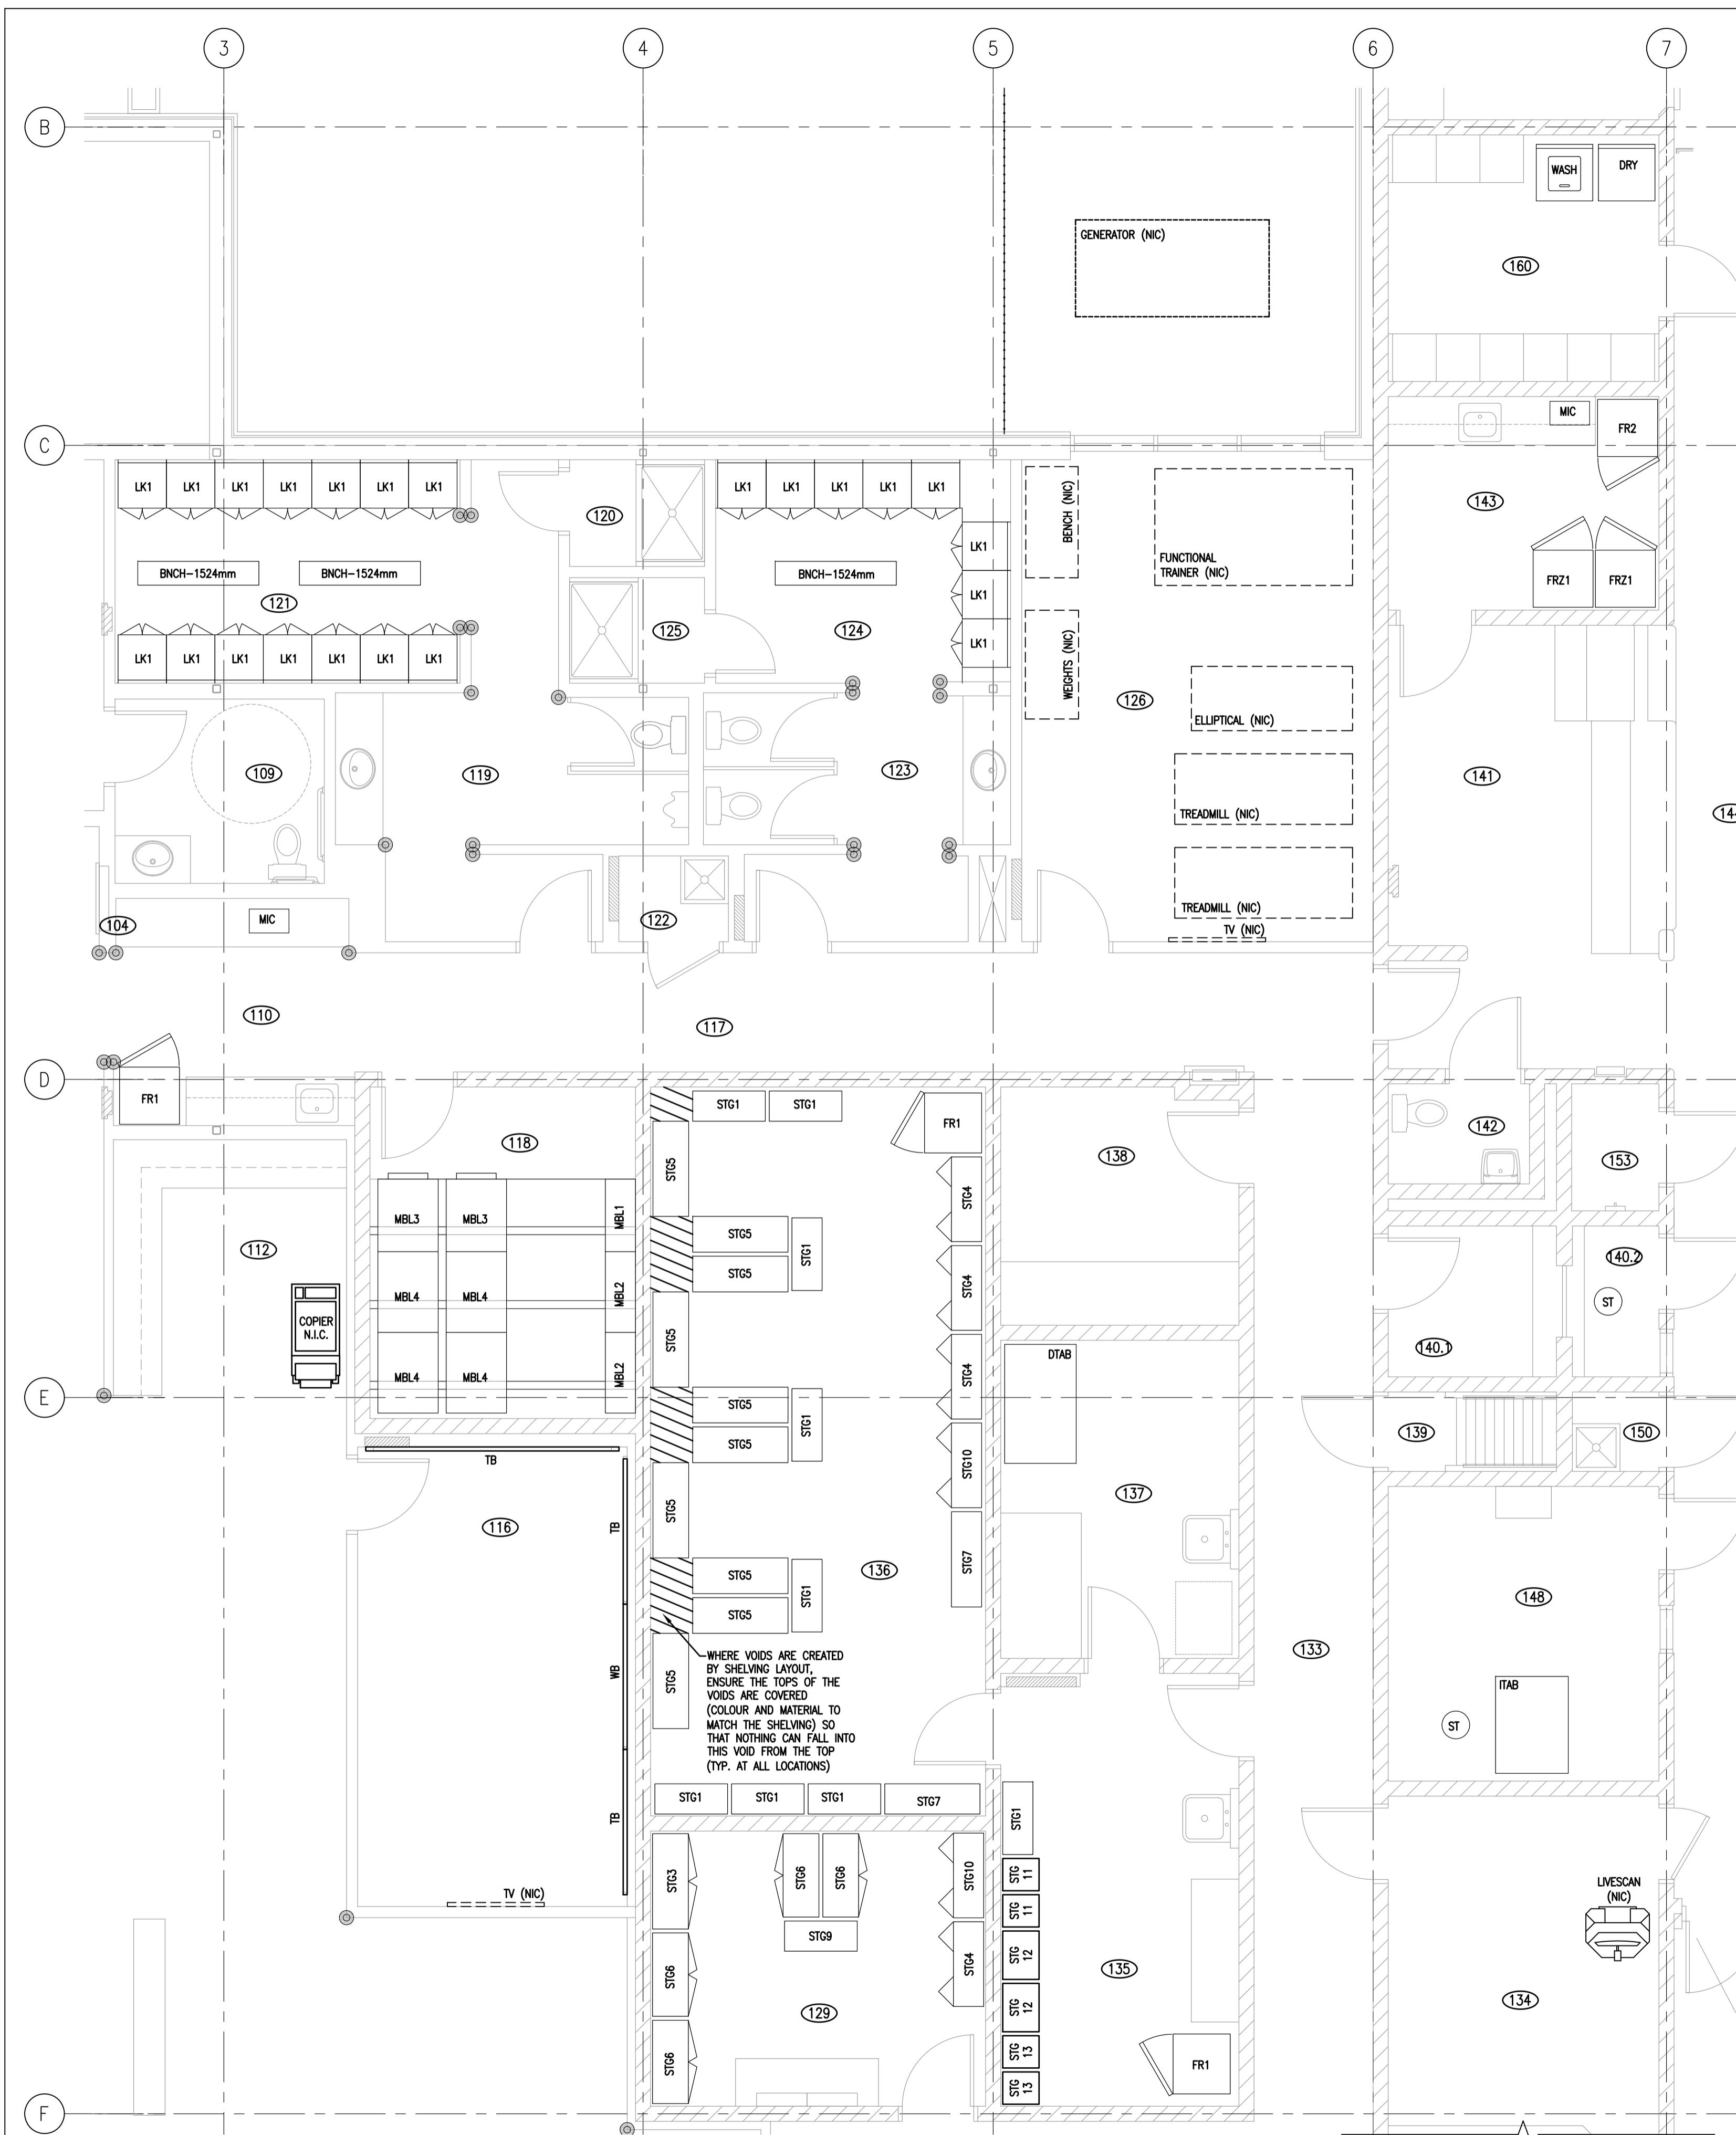 3
4
5
6
7
B
WASH
DRY
GENERATOR (NIC)
160
C
MIC
FR2
LK1 LK1 LK1 LK1 LK1 LK1 LK1
LK1 LK1 LK1 LK1 LK1
BENCH (NIC)
143
120
LK1
FUNCTIONAL
TRAINER (NIC)
BNCH-1524mm
BNCH-1524mm
BNCH-1524mm
FRZ1
FRZ1
LK1
121
125
124
LK1
LK1 LK1 LK1 LK1 LK1 LK1 LK1
WEIGHTS (NIC)
126
ELLIPTICAL (NIC)
109
119
123
141
TREADMILL (NIC)
MIC
104
122
TREADMILL (NIC)
TV (NIC)
110
117
D
FR1
STG1
STG1
FR1
118
142
STG5
138
153
STG4
MBL3
MBL3
MBL1
STG5
STG1
112
140.2
STG5
STG4
MBL4
MBL4
MBL2
ST
COPIER
N.I.C.
STG5
140.1
DTAB
STG4
MBL4
MBL4
MBL2
E
STG5
STG1
139
150
STG5
STG10
TB
137
116
TB
STG5
STG7
136
STG5
STG1
148
STG5
133
WB
STG5
WHERE VOIDS ARE CREATED
BY SHELVING LAYOUT,
ENSURE THE TOPS OF THE
VOIDS ARE COVERED
(COLOUR AND MATERIAL TO
MATCH THE SHELVING) SO
THAT NOTHING CAN FALL INTO
THIS VOID FROM THE TOP
(TYP. AT ALL LOCATIONS)
ITAB
ST
STG1
STG1
STG1
STG7
TB
STG1
STG3
STG6
STG6
STG10
STG
11
LIVESCAN
(NIC)
TV (NIC)
STG
11
STG9
STG
12
STG6
STG4
135
STG
12
134
129
STG
13
STG6
FR1
STG
13
F